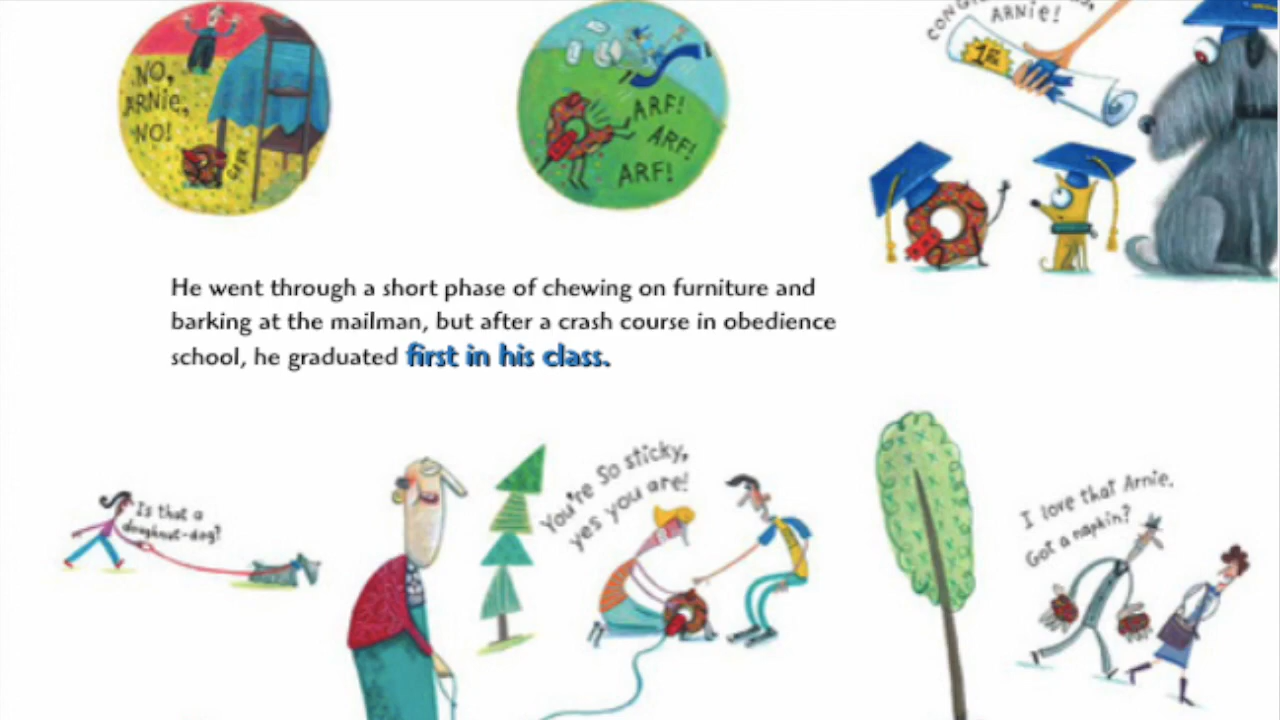 NO,
ARNie,
NO!
GRRR
ARF!
ARF!
ARF!
ARNie!
1st
He went through a short phase of chewing on furniture and
barking at the mailman, but after a crash course in obedience
school, he graduated first in his class.
Is that a
doughnut-dog?
You're So sticky,
yes you are!
I love that Arnie.
Got a napkin?